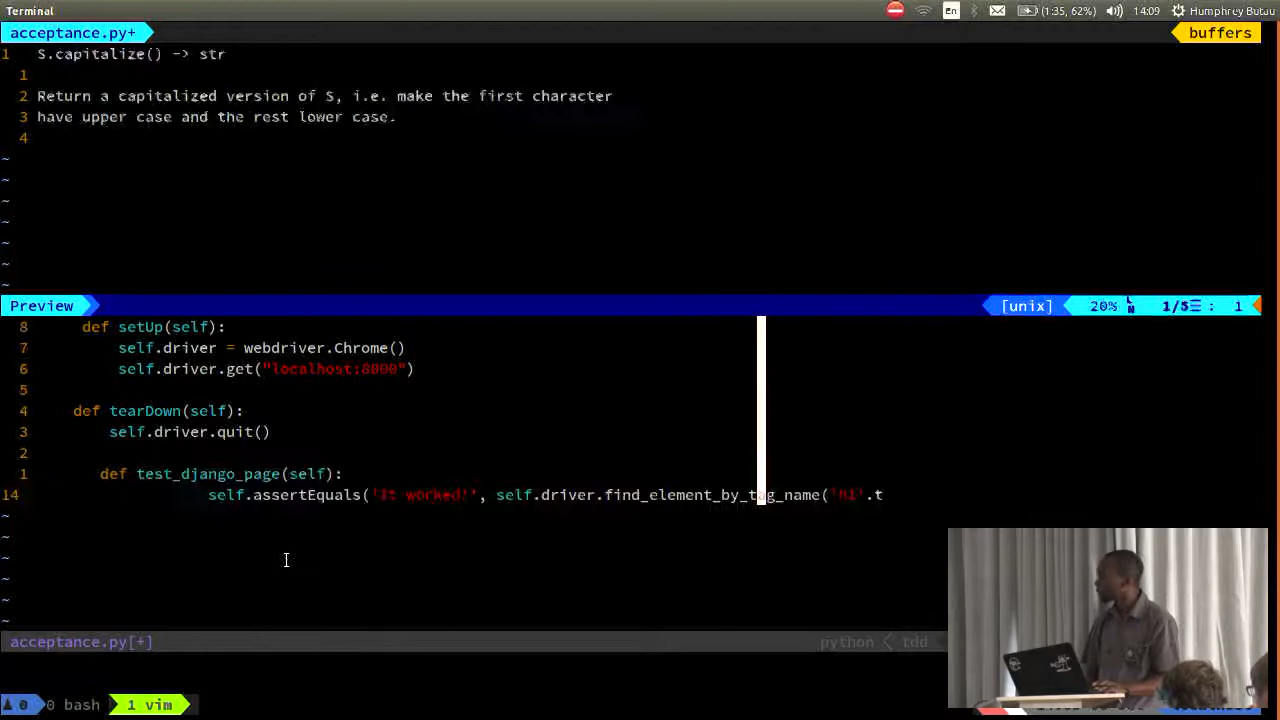 Terminal
En
(1:35, 62%)
14:09
Humphrey Butau
acceptance.py+
buffers
1 S.capitalize() -> str
1
2 Return a capitalized version of S, i.e. make the first character
3 have upper case and the rest lower case.
4
~
~
~
~
~
~
~
Preview
[unix]
20%
1/5☰ : 1
8 def setUp(self):
7 self.driver = webdriver.Chrome()
6 self.driver.get("localhost:8000")
5
4 def tearDown(self):
3 self.driver.quit()
2
1 def test_django_page(self):
14 self.assertEquals('It worked!', self.driver.find_element_by_tag_name('H1'.t
~
~
~
~
~
~
acceptance.py[+]
python < tdd
0 0 bash 1 vim